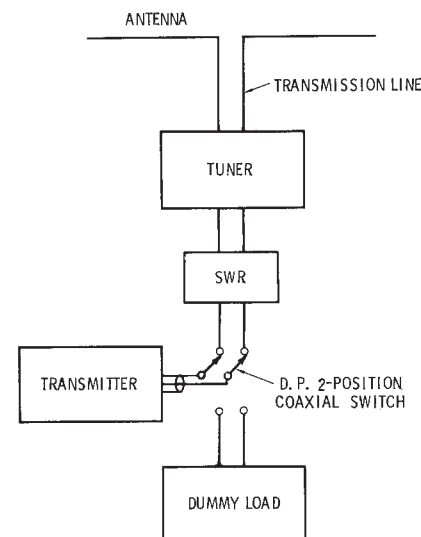 ANTENNA
TRANSMISSION LINE
TUNER
SWR
TRANSMITTER
D. P. 2-POSITION
COAXIAL SWITCH
DUMMY LOAD